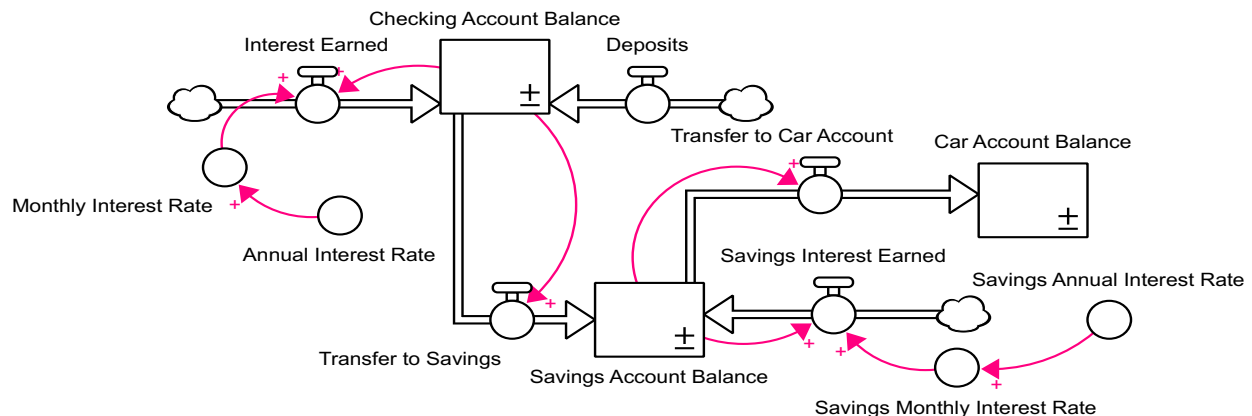 Checking Account Balance
Interest Earned
Deposits
Transfer to Car Account
Car Account Balance
Monthly Interest Rate
Annual Interest Rate
Savings Interest Earned
Savings Annual Interest Rate
Transfer to Savings
Savings Account Balance
Savings Monthly Interest Rate
+
+
+
+
+
+
+
+
±
±
±